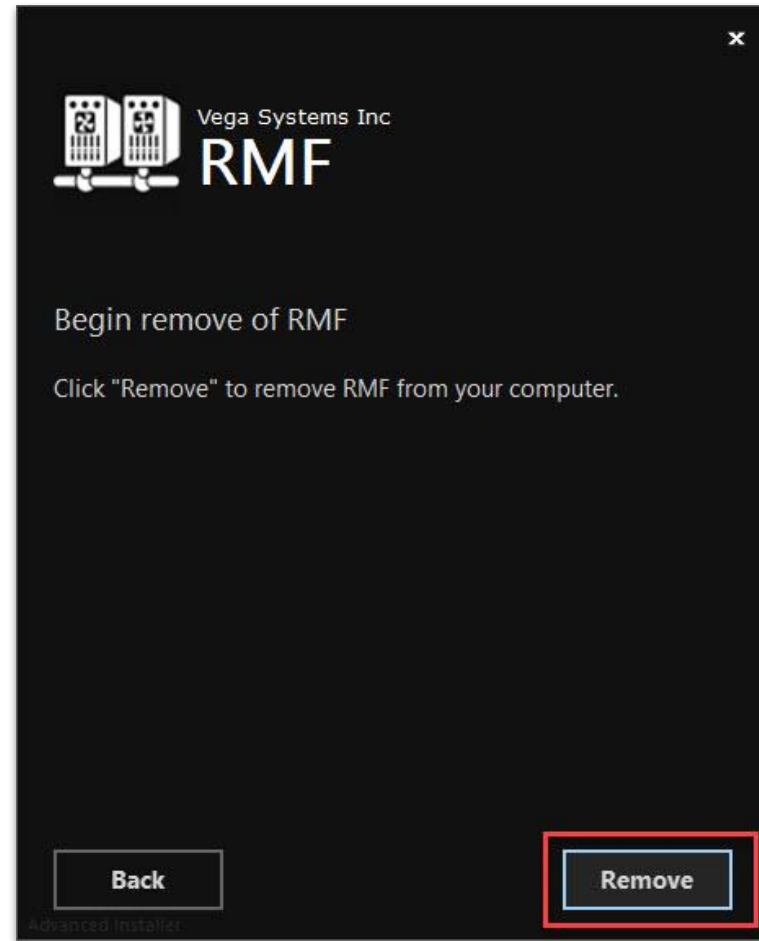 x
Vega Systems Inc
RMF
Begin remove of RMF
Click "Remove" to remove RMF from your computer.
Back
Remove
Advanced Installer